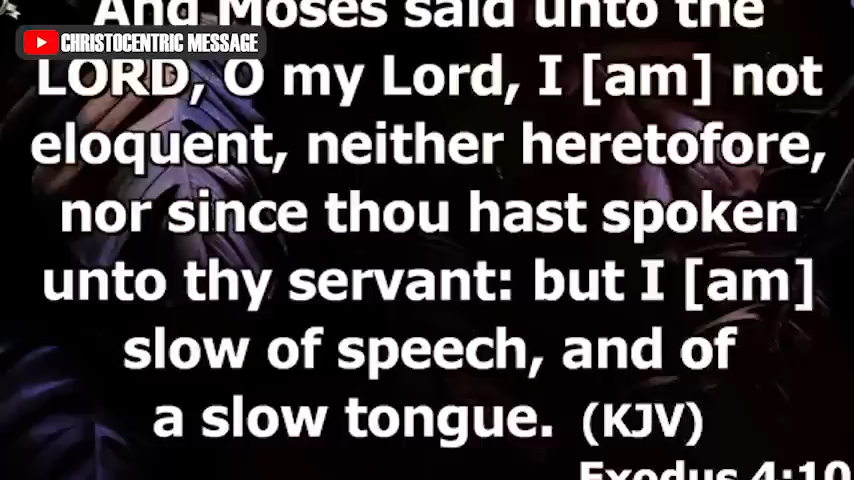 And Moses said unto the
CHRISTOCENTRIC MESSAGE
LORD, O my Lord, I [am] not
eloquent, neither heretofore,
nor since thou hast spoken
unto thy servant: but I [am]
slow of speech, and of
a slow tongue. (KJV)
Exodus 4:10